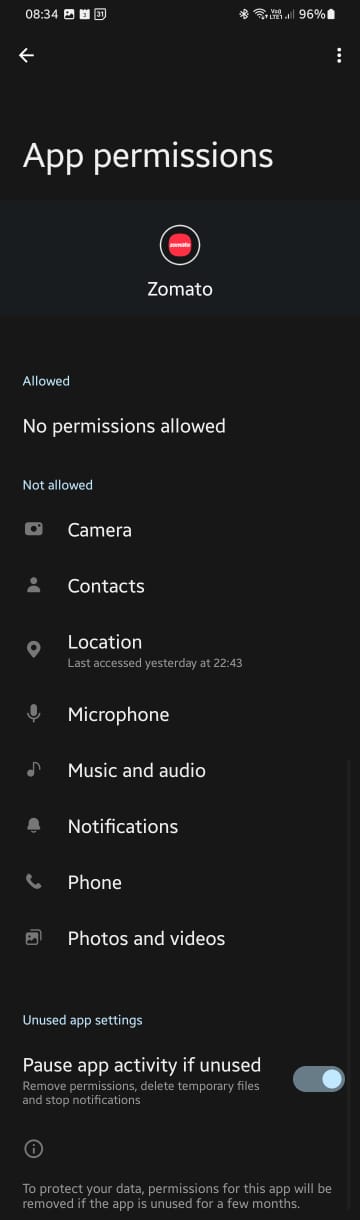 08:34 31 Vo) LTE1 96%
App permissions
zomato
Zomato
Allowed
No permissions allowed
Not allowed
Camera
Contacts
Location
Last accessed yesterday at 22:43
Microphone
Music and audio
Notifications
Phone
Photos and videos
Unused app settings
Pause app activity if unused
Remove permissions, delete temporary files
and stop notifications
To protect your data, permissions for this app will be
removed if the app is unused for a few months.